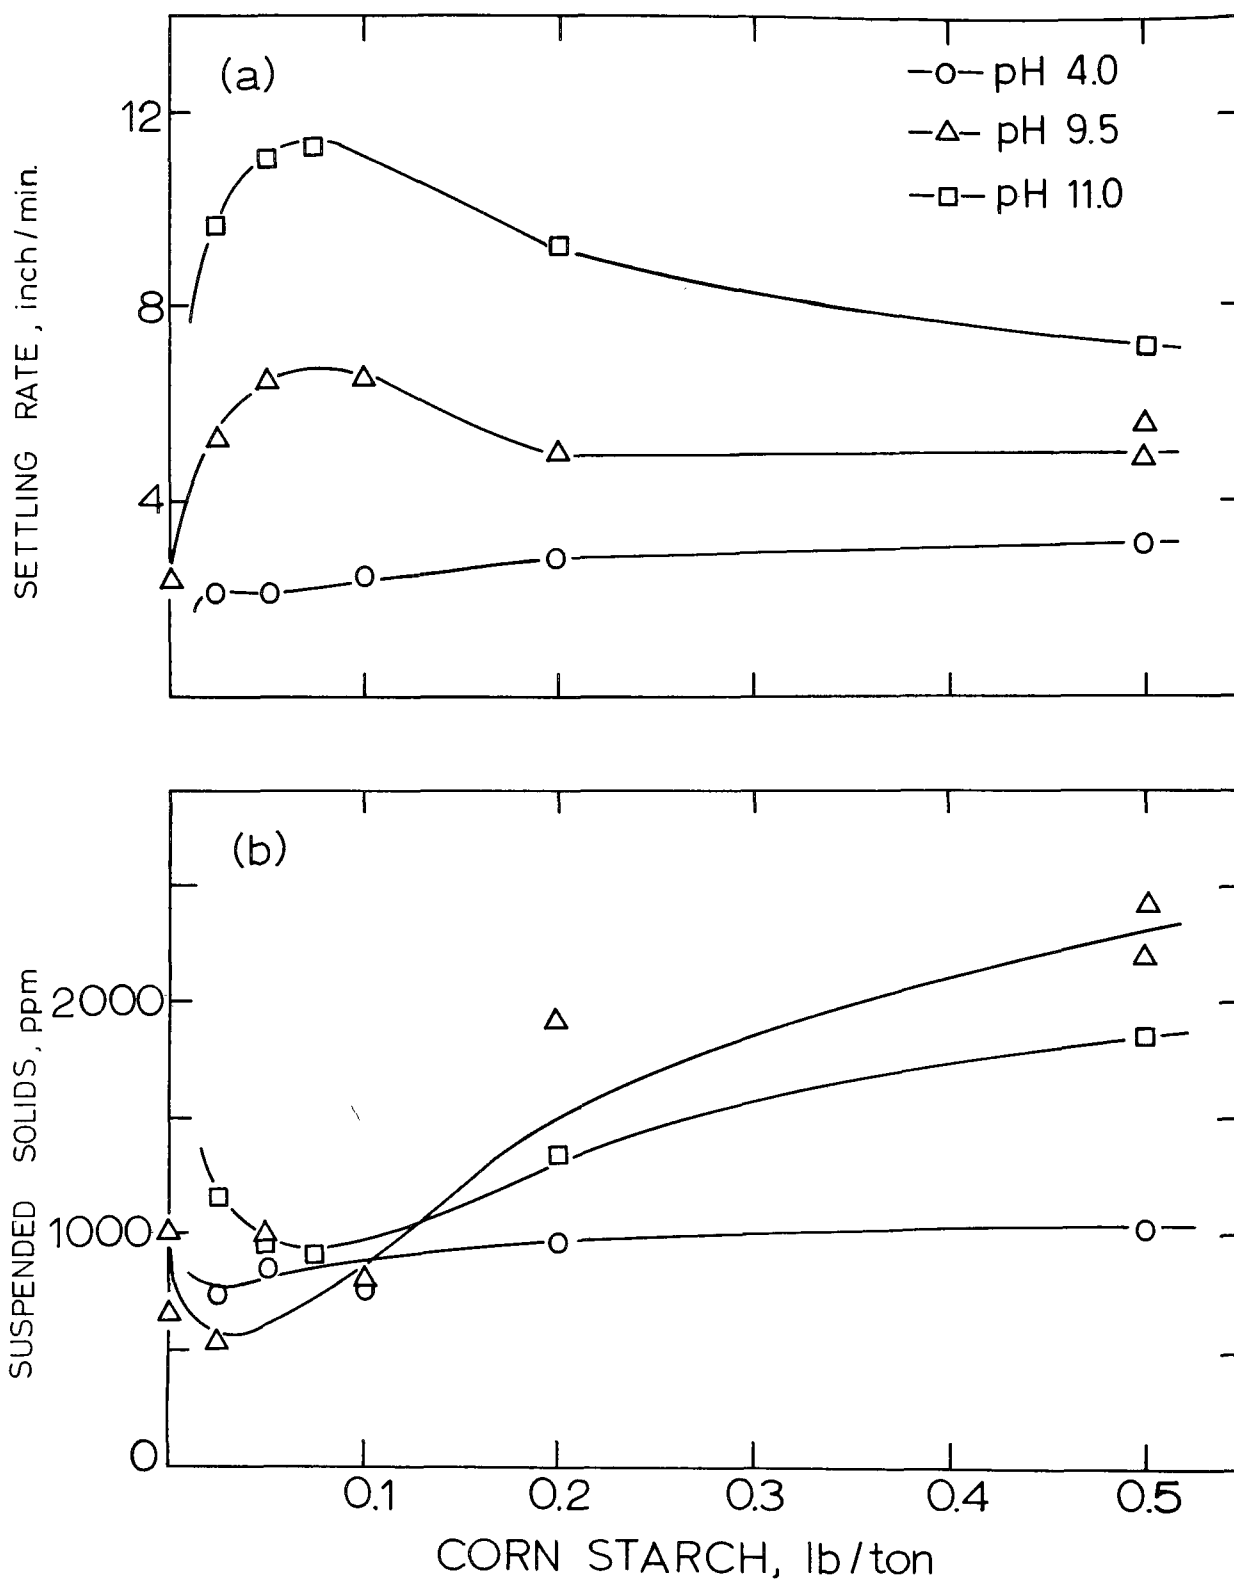 (a)
-o- pH 4.0
-△- pH 9.5
-□- pH 11.0
12
8
4
SETTLING RATE, inch/min.
(b)
2000
1000
0
SUSPENDED SOLIDS, ppm
0.1 0.2 0.3 0.4 0.5
CORN STARCH, lb/ton